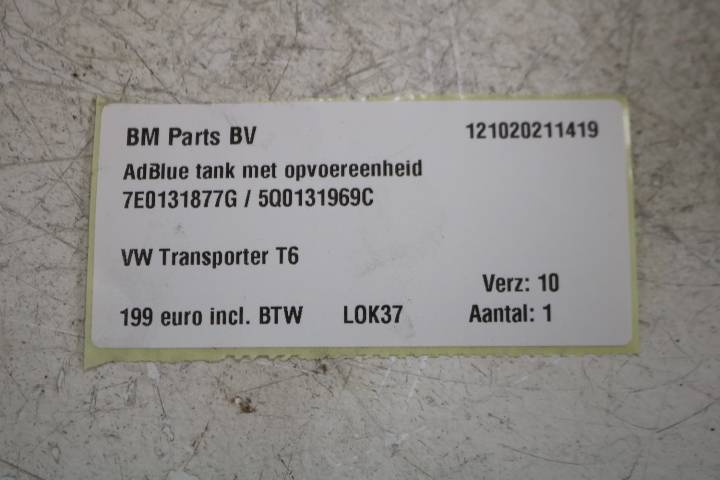 BM Parts BV 121020211419
AdBlue tank met opvoereenheid
7E0131877G / 5Q0131969C
VW Transporter T6
Verz: 10
199 euro incl. BTW LOK37 Aantal: 1